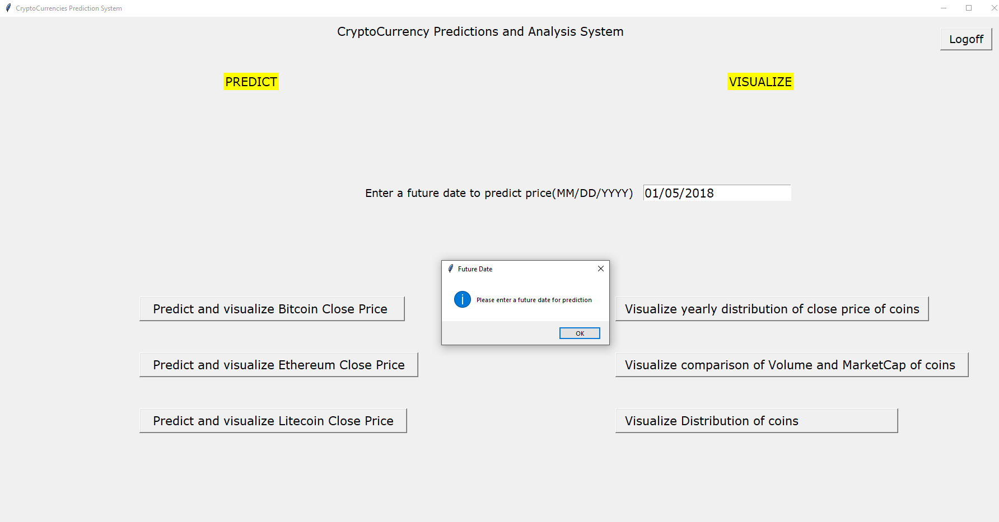 CryptoCurrencies Prediction System
CryptoCurrency Predictions and Analysis System
Logoff
PREDICT
VISUALIZE
Enter a future date to predict price(MM/DD/YYYY)
01/05/2018
Future Date
Please enter a future date for prediction
OK
Predict and visualize Bitcoin Close Price
Visualize yearly distribution of close price of coins
Predict and visualize Ethereum Close Price
Visualize comparison of Volume and MarketCap of coins
Predict and visualize Litecoin Close Price
Visualize Distribution of coins